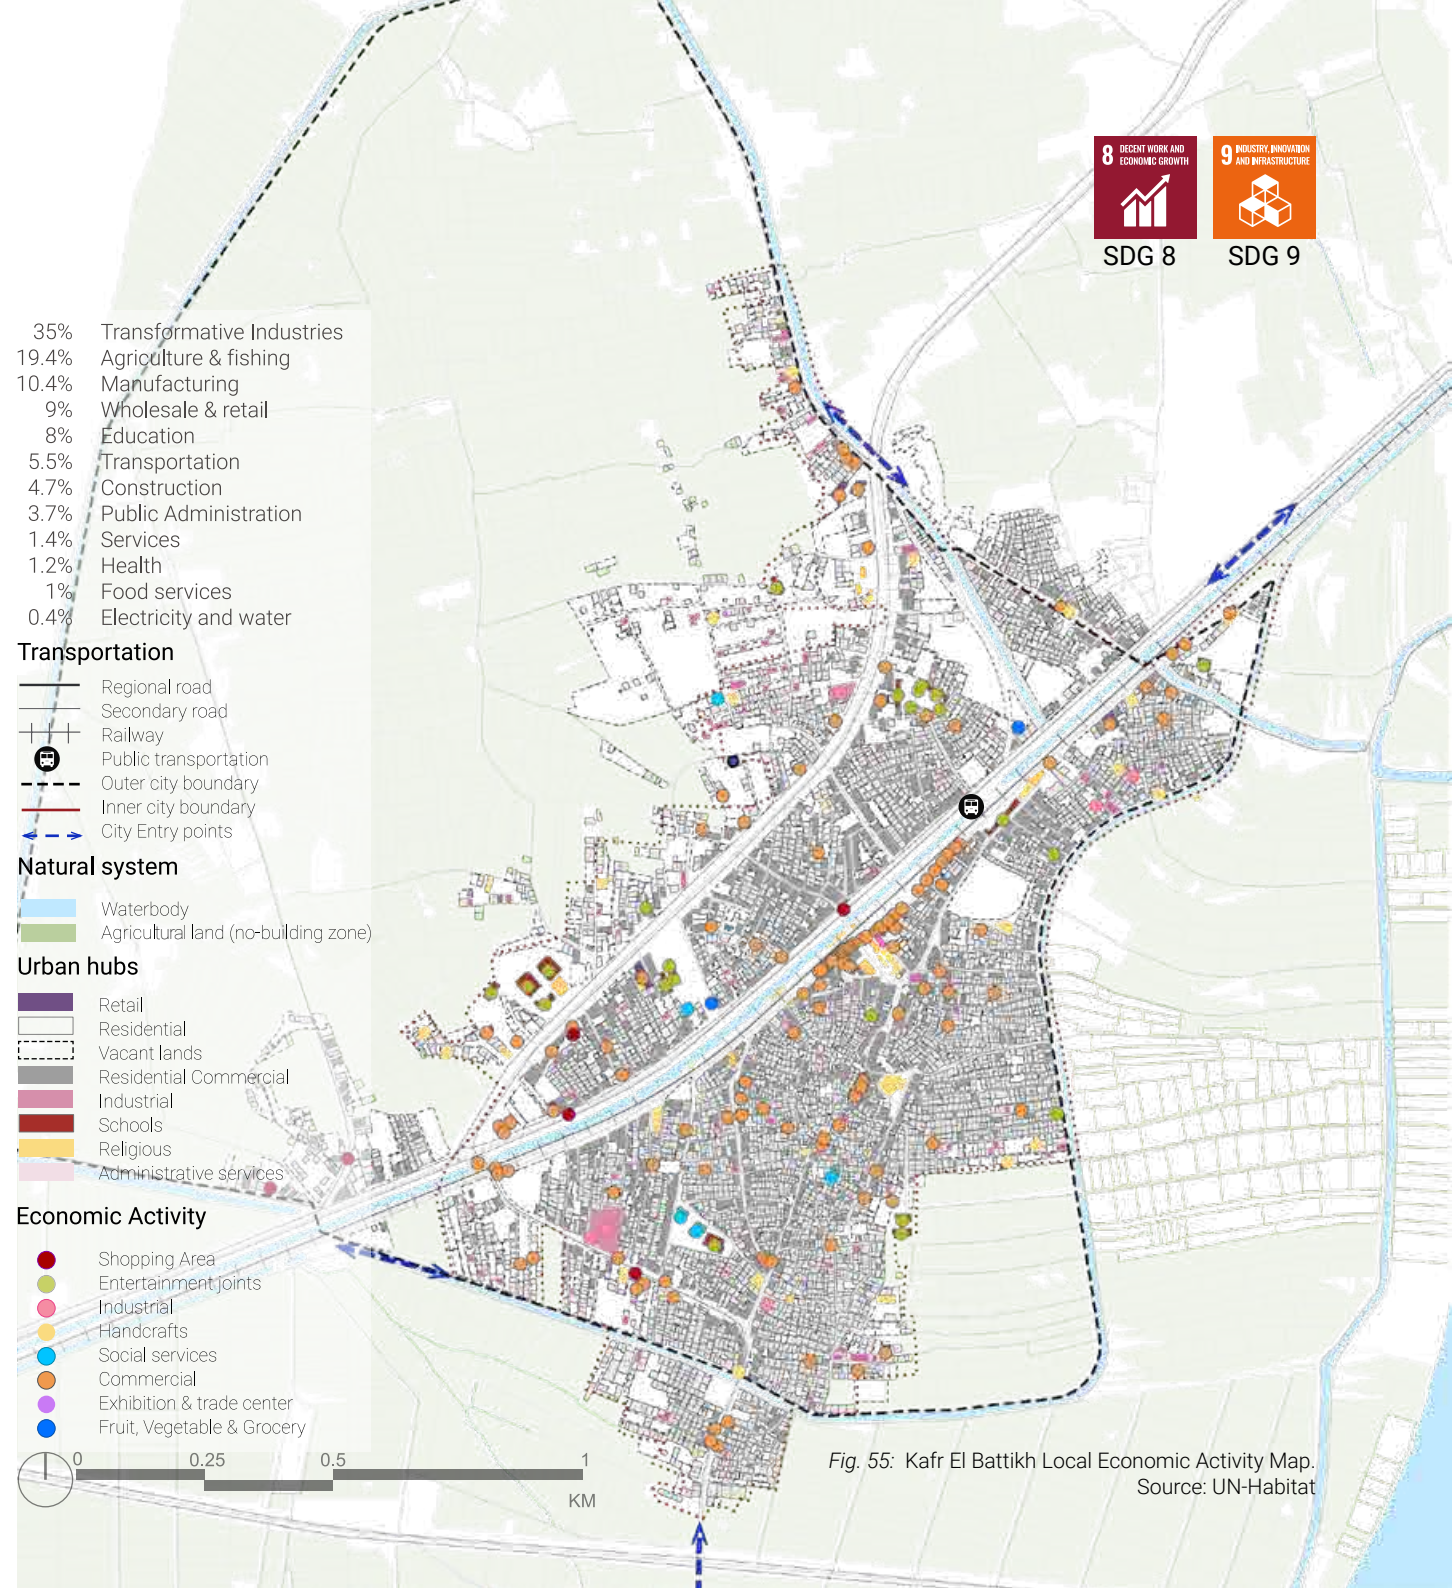 8 DECENT WORK AND
ECONOMIC GROWTH
9 INDUSTRY, INNOVATION
AND INFRASTRUCTURE
SDG 8
SDG 9
35% Transformative Industries
19.4% Agriculture & fishing
10.4% Manufacturing
9% Wholesale & retail
8% Education
5.5% Transportation
4.7% Construction
3.7% Public Administration
1.4% Services
1.2% Health
1% Food services
0.4% Electricity and water
Transportation
Regional road
Secondary road
Railway
Public transportation
Outer city boundary
Inner city boundary
City Entry points
Natural system
Waterbody
Agricultural land (no-building zone)
Urban hubs
Retail
Residential
Vacant lands
Residential Commercial
Industrial
Schools
Religious
Administrative services
Economic Activity
Shopping Area
Entertainment joints
Industrial
Handcrafts
Social services
Commercial
Exhibition & trade center
Fruit, Vegetable & Grocery
0 0.25 0.5 1
KM
Fig. 55: Kafr El Battikh Local Economic Activity Map.
Source: UN-Habitat